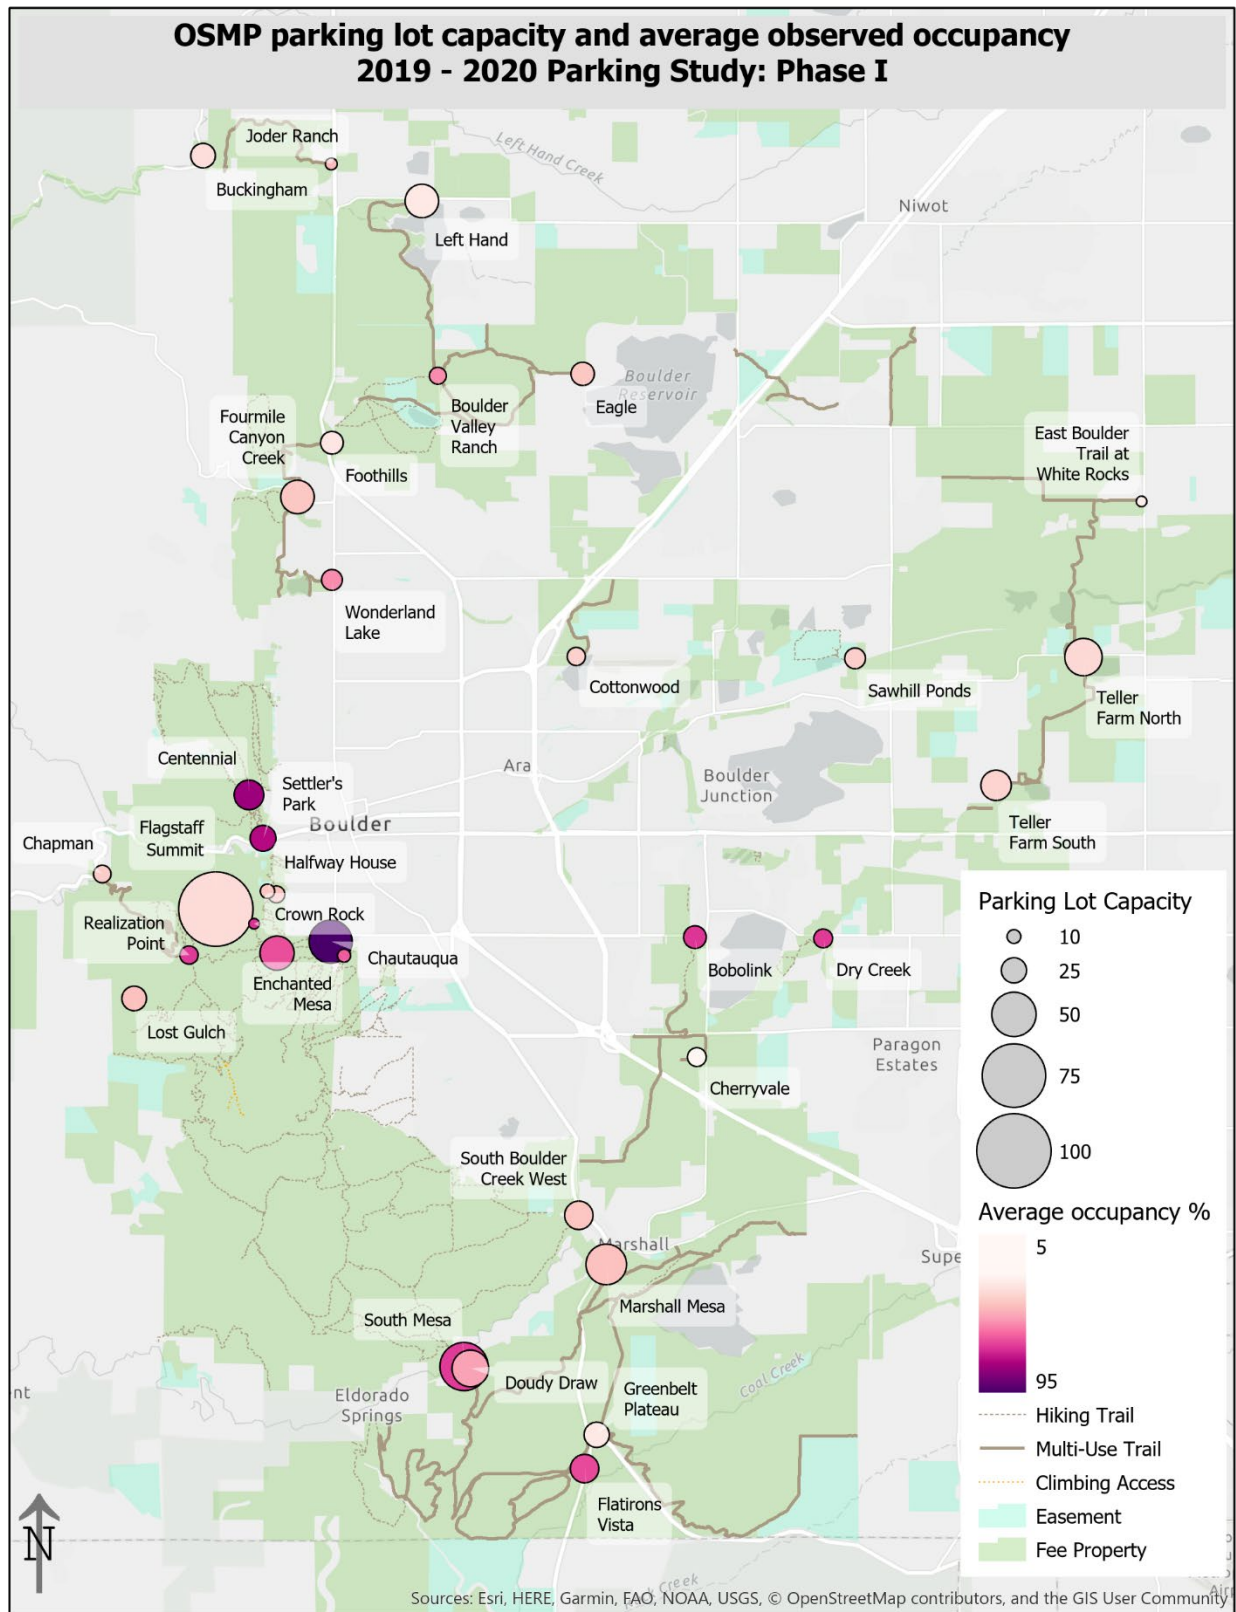 OSMP parking lot capacity and average observed occupancy
2019 - 2020 Parking Study: Phase I
Joder Ranch
Buckingham
Left Hand Creek
Niwot
Left Hand
Boulder
Reservoir
Eagle
Boulder
Valley
Ranch
Fourmile
Canyon
Creek
Foothills
East Boulder
Trail at
White Rocks
Wonderland
Lake
Cottonwood
Sawhill Ponds
Teller
Farm North
Centennial
Settler's
Park
Ara
Boulder
Junction
Teller
Farm South
Boulder
Flagstaff
Summit
Chapman
Halfway House
Crown Rock
Realization
Point
Chautauqua
Enchanted
Mesa
Lost Gulch
Bobolink
Dry Creek
Paragon
Estates
Cherryvale
South Boulder
Creek West
Marshall
Supe
Marshall Mesa
South Mesa
Doudy Draw
Greenbelt
Plateau
Coal Creek
Eldorado
Springs
nt
Flatirons
Vista
Parking Lot Capacity
10
25
50
75
100
Average occupancy %
5
95
Hiking Trail
Multi-Use Trail
Climbing Access
Easement
Fee Property
N
Creek
Sources: Esri, HERE, Garmin, FAO, NOAA, USGS, © OpenStreetMap contributors, and the GIS User Community